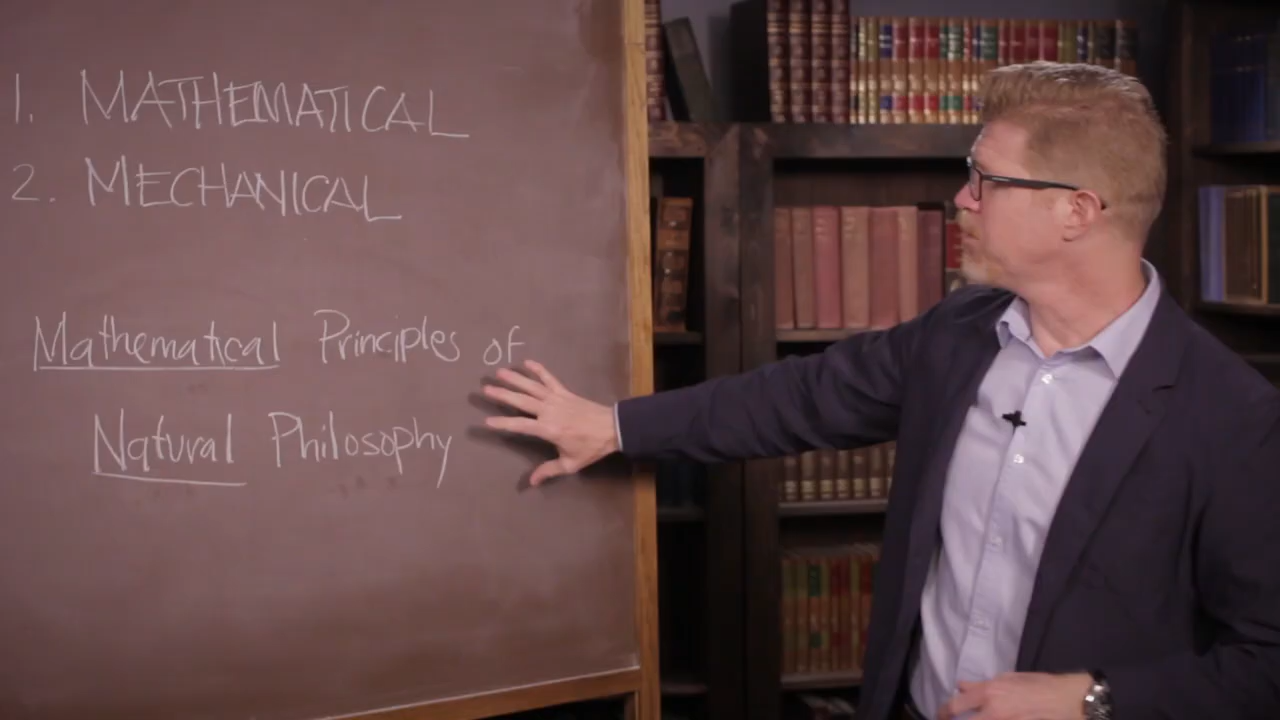 1. MATHEMATICAL
2. MECHANICAL
Mathematical Principles of
Natural Philosophy